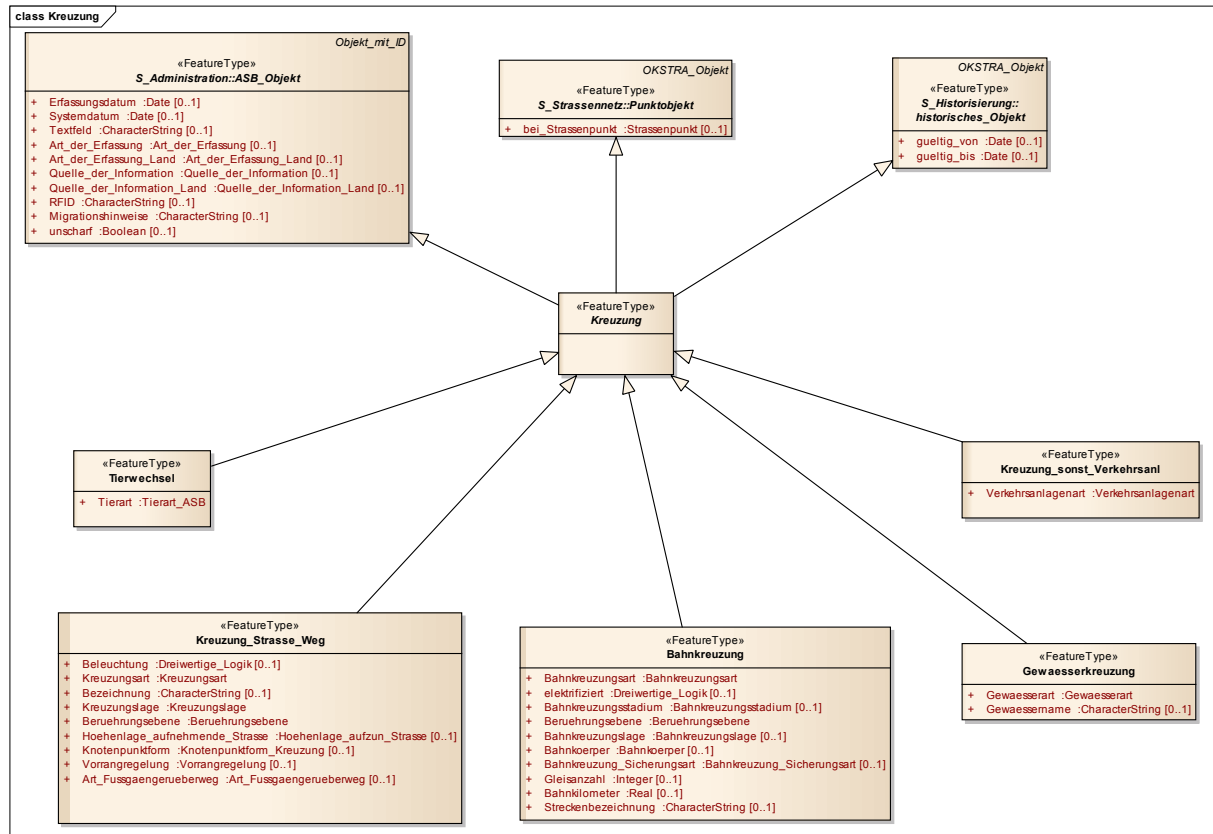 class Kreuzung
Objekt_mit_ID
«FeatureType»
S_Administration::ASB_Objekt
+ Erfassungsdatum :Date [0..1]
+ Systemdatum :Date [0..1]
+ Textfeld :CharacterString [0..1]
+ Art_der_Erfassung :Art_der_Erfassung [0..1]
+ Art_der_Erfassung_Land :Art_der_Erfassung_Land [0..1]
+ Quelle_der_Information :Quelle_der_Information [0..1]
+ Quelle_der_Information_Land :Quelle_der_Information_Land [0..1]
+ RFID :CharacterString [0..1]
+ Migrationshinweise :CharacterString [0..1]
+ unscharf :Boolean [0..1]
OKSTRA_Objekt
«FeatureType»
S_Strassennetz::Punktobjekt
+ bei_Strassenpunkt :Strassenpunkt [0..1]
OKSTRA_Objekt
«FeatureType»
S_Historisierung::
historisches_Objekt
+ gueltig_von :Date [0..1]
+ gueltig_bis :Date [0..1]
«FeatureType»
Kreuzung
«FeatureType»
Tierwechsel
+ Tierart :Tierart_ASB
«FeatureType»
Kreuzung_sonst_Verkehrsanl
+ Verkehrsanlagenart :Verkehrsanlagenart
«FeatureType»
Kreuzung_Strasse_Weg
+ Beleuchtung :Dreiwertige_Logik [0..1]
+ Kreuzungsart :Kreuzungsart
+ Bezeichnung :CharacterString [0..1]
+ Kreuzungslage :Kreuzungslage
+ Beruehrungsebene :Beruehrungsebene
+ Hoehenlage_aufnehmende_Strasse :Hoehenlage_aufzun_Strasse [0..1]
+ Knotenpunktform :Knotenpunktform_Kreuzung [0..1]
+ Vorrangregelung :Vorrangregelung [0..1]
+ Art_Fussgaengerueberweg :Art_Fussgaengerueberweg [0..1]
«FeatureType»
Bahnkreuzung
+ Bahnkreuzungsart :Bahnkreuzungsart
+ elektrifiziert :Dreiwertige_Logik [0..1]
+ Bahnkreuzungsstadium :Bahnkreuzungsstadium [0..1]
+ Beruehrungsebene :Beruehrungsebene
+ Bahnkreuzungslage :Bahnkreuzungslage [0..1]
+ Bahnkoerper :Bahnkoerper [0..1]
+ Bahnkreuzung_Sicherungsart :Bahnkreuzung_Sicherungsart [0..1]
+ Gleisanzahl :Integer [0..1]
+ Bahnkilometer :Real [0..1]
+ Streckenbezeichnung :CharacterString [0..1]
«FeatureType»
Gewaesserkreuzung
+ Gewaesserart :Gewaesserart
+ Gewaessername :CharacterString [0..1]